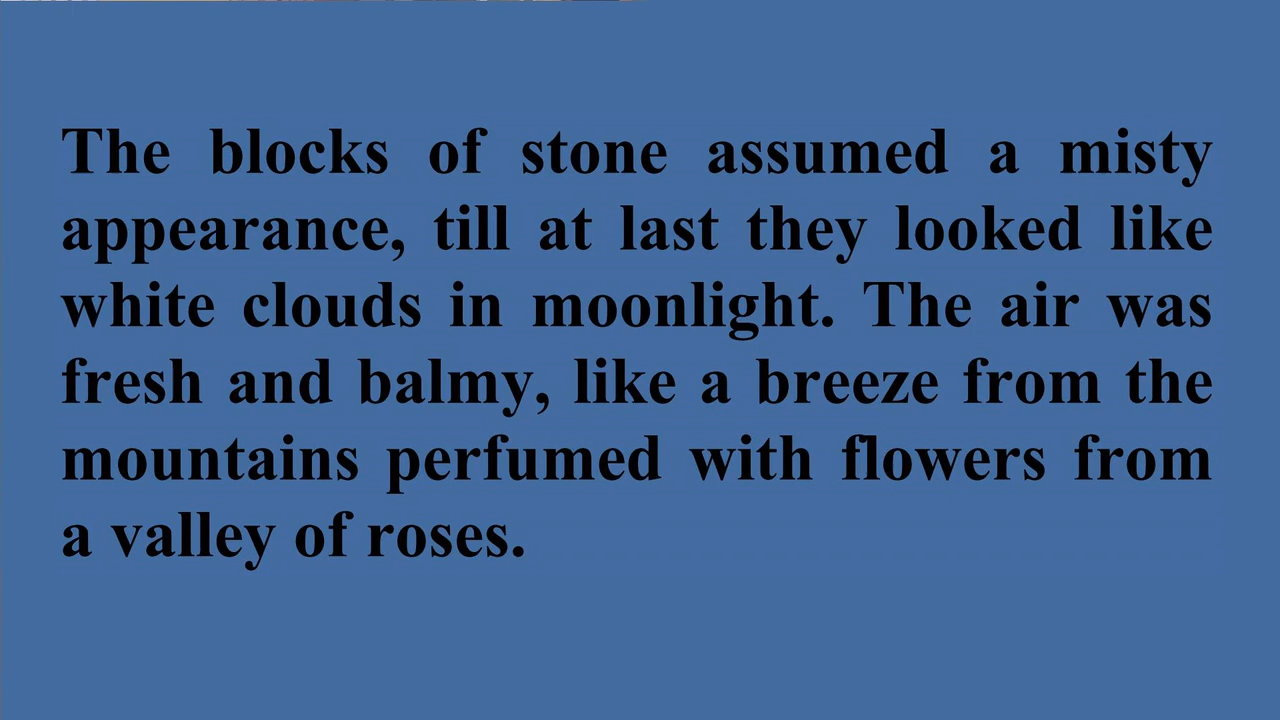 The blocks of stone assumed a misty
appearance, till at last they looked like
white clouds in moonlight. The air was
fresh and balmy, like a breeze from the
mountains perfumed with flowers from
a valley of roses.